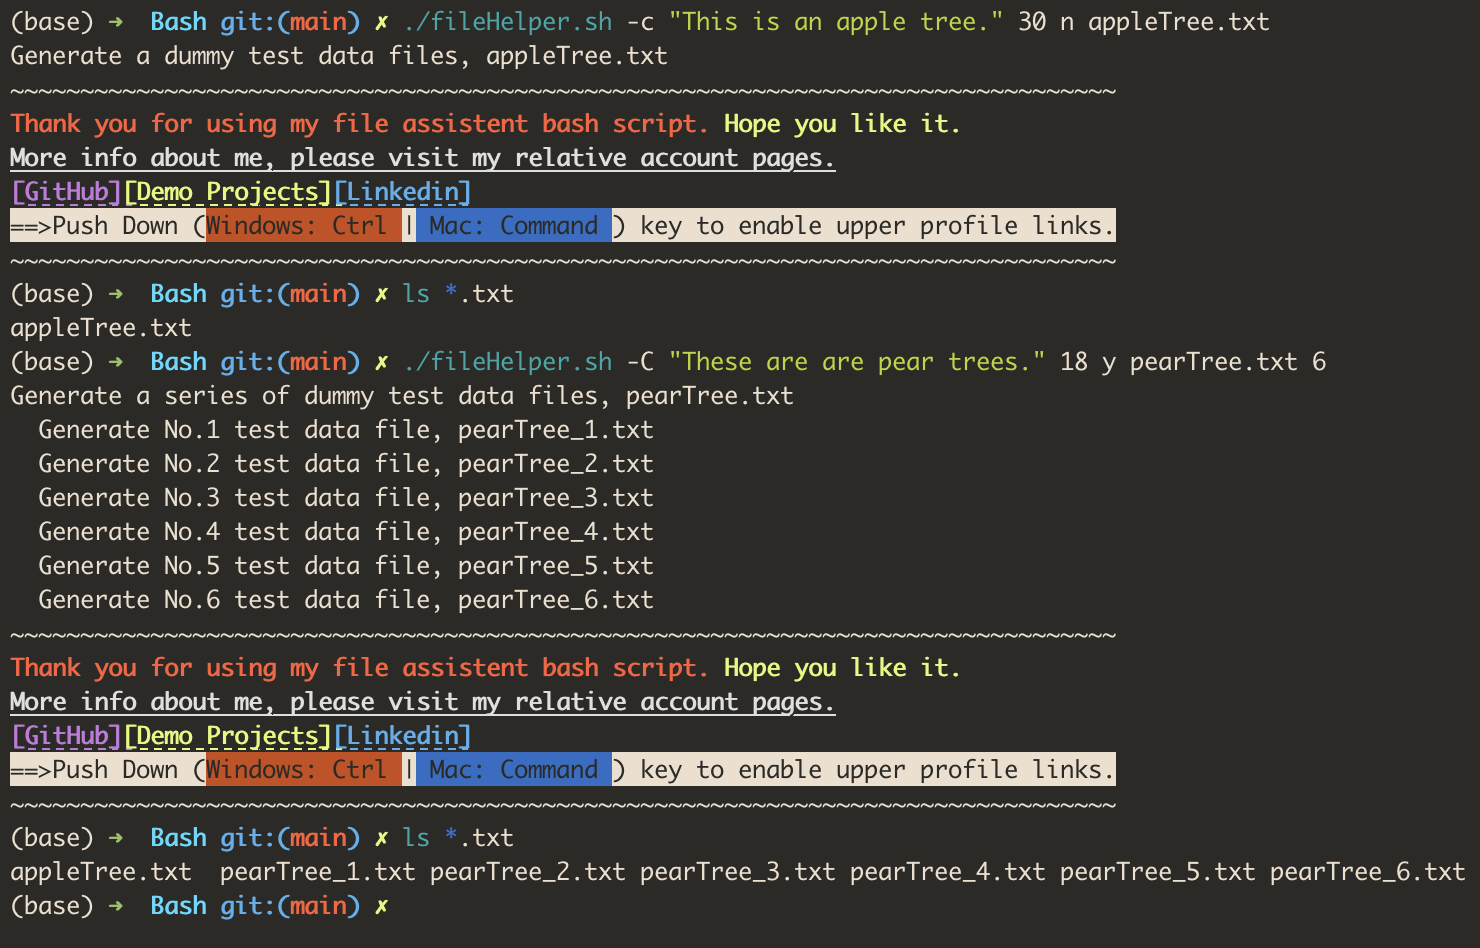 (base) ➜  Bash git:(main) ✗ ./fileHelper.sh -c "This is an apple tree." 30 n appleTree.txt
Generate a dummy test data files, appleTree.txt
~~~~~~~~~~~~~~~~~~~~~~~~~~~~~~~~~~~~~~~~~~~~~~~~~~~~~~~~~~~~~~~~~~~~~~~~~~~~~~~
Thank you for using my file assistent bash script. Hope you like it.
More info about me, please visit my relative account pages.
[GitHub][Demo Projects][Linkedin]
==>Push Down (Windows: Ctrl | Mac: Command ) key to enable upper profile links.
~~~~~~~~~~~~~~~~~~~~~~~~~~~~~~~~~~~~~~~~~~~~~~~~~~~~~~~~~~~~~~~~~~~~~~~~~~~~~~~
(base) ➜  Bash git:(main) ✗ ls *.txt
appleTree.txt
(base) ➜  Bash git:(main) ✗ ./fileHelper.sh -C "These are are pear trees." 18 y pearTree.txt 6
Generate a series of dummy test data files, pearTree.txt
  Generate No.1 test data file, pearTree_1.txt
  Generate No.2 test data file, pearTree_2.txt
  Generate No.3 test data file, pearTree_3.txt
  Generate No.4 test data file, pearTree_4.txt
  Generate No.5 test data file, pearTree_5.txt
  Generate No.6 test data file, pearTree_6.txt
~~~~~~~~~~~~~~~~~~~~~~~~~~~~~~~~~~~~~~~~~~~~~~~~~~~~~~~~~~~~~~~~~~~~~~~~~~~~~~~
Thank you for using my file assistent bash script. Hope you like it.
More info about me, please visit my relative account pages.
[GitHub][Demo Projects][Linkedin]
==>Push Down (Windows: Ctrl | Mac: Command ) key to enable upper profile links.
~~~~~~~~~~~~~~~~~~~~~~~~~~~~~~~~~~~~~~~~~~~~~~~~~~~~~~~~~~~~~~~~~~~~~~~~~~~~~~~
(base) ➜  Bash git:(main) ✗ ls *.txt
appleTree.txt  pearTree_1.txt pearTree_2.txt pearTree_3.txt pearTree_4.txt pearTree_5.txt pearTree_6.txt
(base) ➜  Bash git:(main) ✗